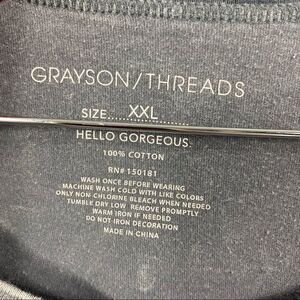 GRAYSON/THREADS
SIZE......XXL......
HELLO GORGEOUS.
100% COTTON
RN# 150181
WASH ONCE BEFORE WEARING
MACHINE WASH COLD WITH LIKE COLORS
ONLY NON-CHLORINE BLEACH WHEN NEEDED
TUMBLE DRY LOW REMOVE PROMPTLY
WARM IRON IF NEEDED
DO NOT IRON DECORATION
MADE IN CHINA